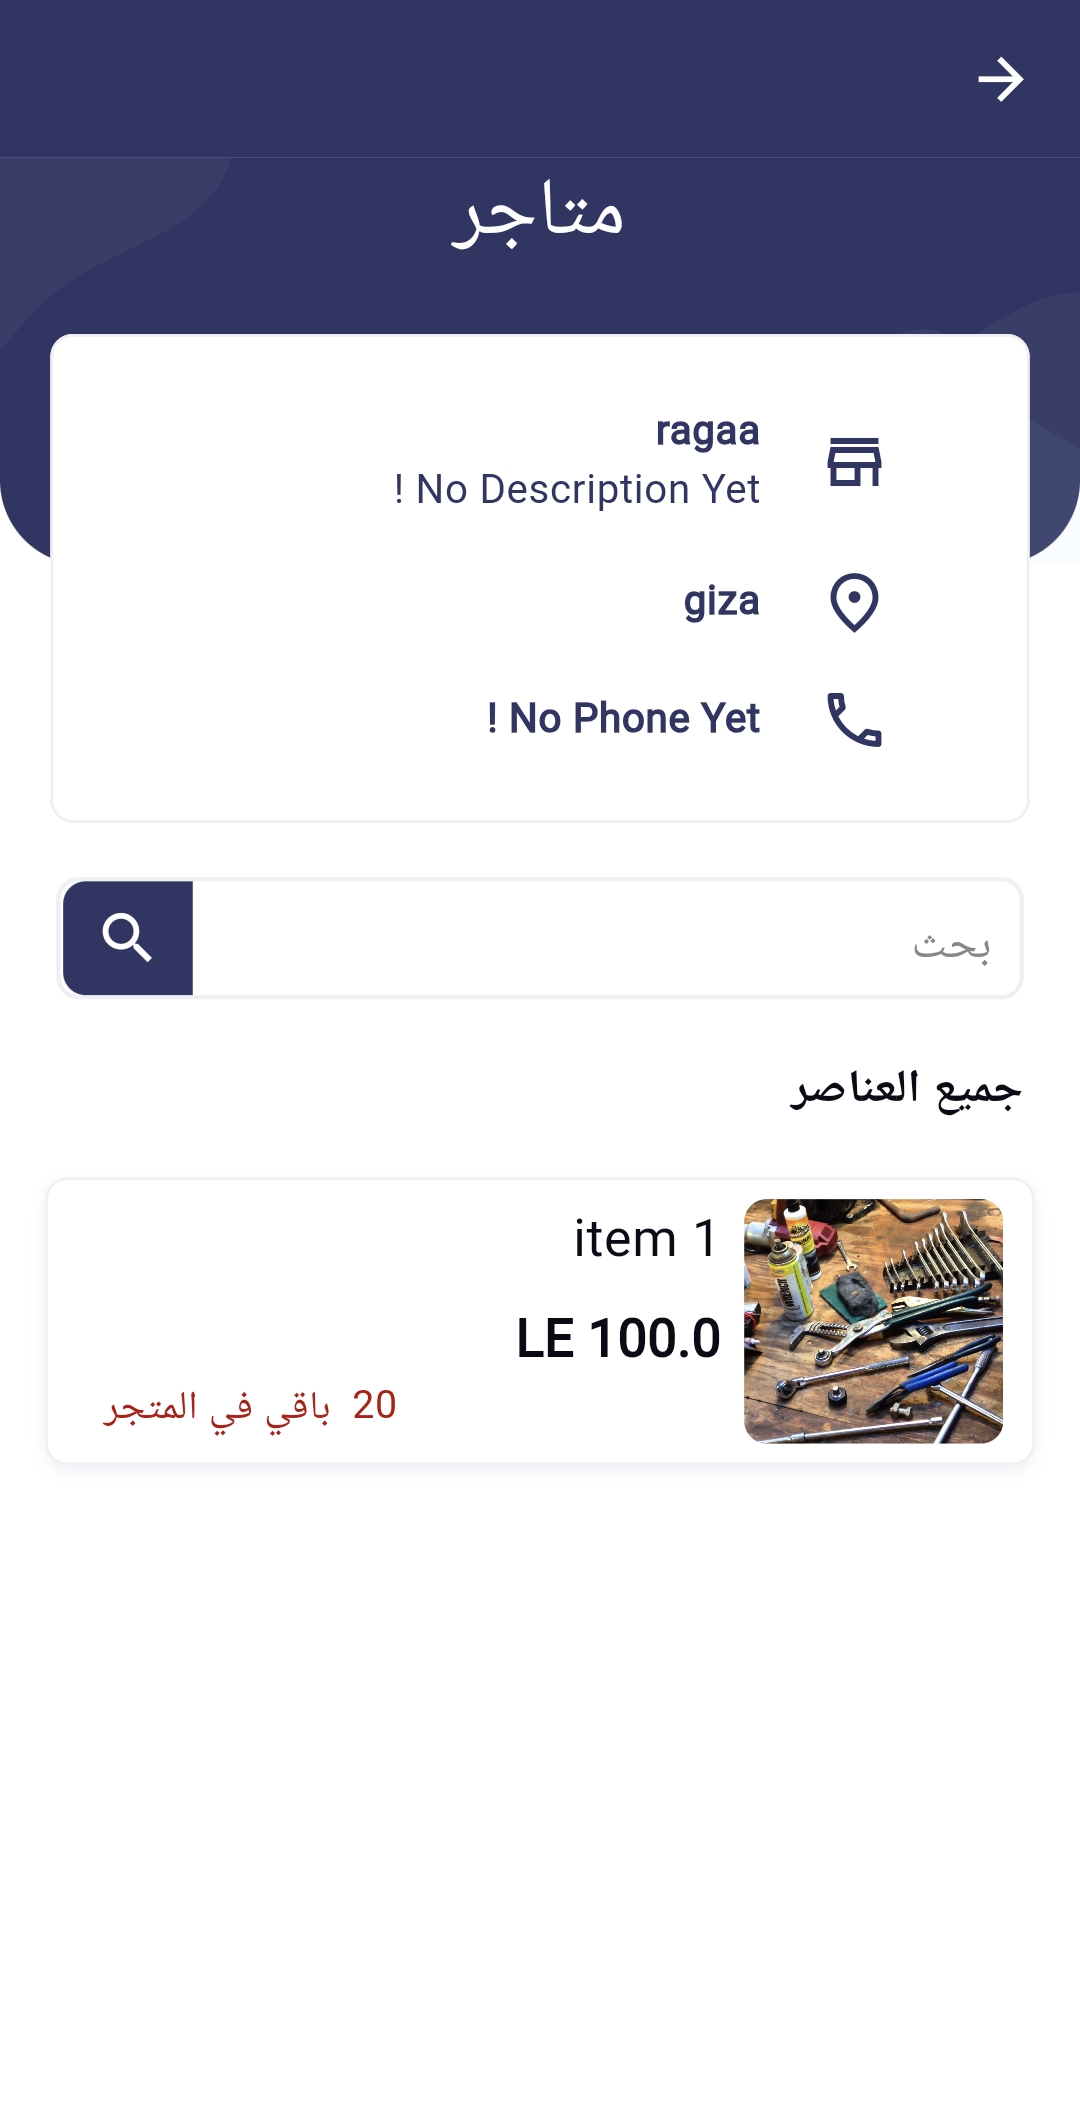 متاجر
ragaa
! No Description Yet
giza
! No Phone Yet
بحث
جميع العناصر
item 1
LE 100.0
20 باقي في المتجر